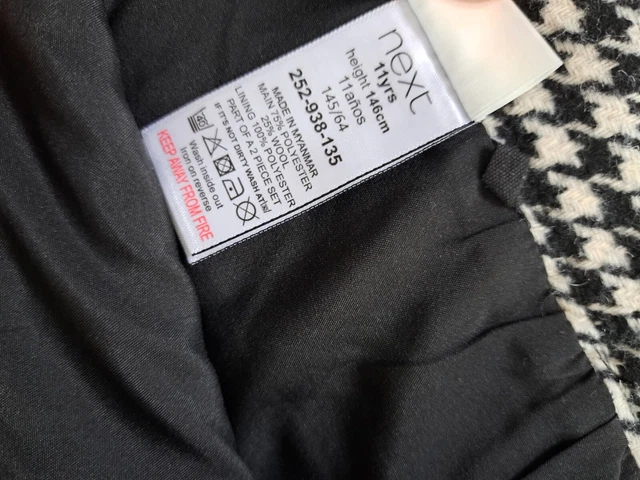 next
11yrs
height 146cm
11años
145/64
252-938-135
MADE IN MYANMAR
MAIN 75% POLYESTER
25% WOOL
LINING 100% POLYESTER
PART OF A 2 PIECE SET
IF IT'S NOT DIRTY WASH AT 30
40
Wash inside out
Iron on reverse
KEEP AWAY FROM FIRE